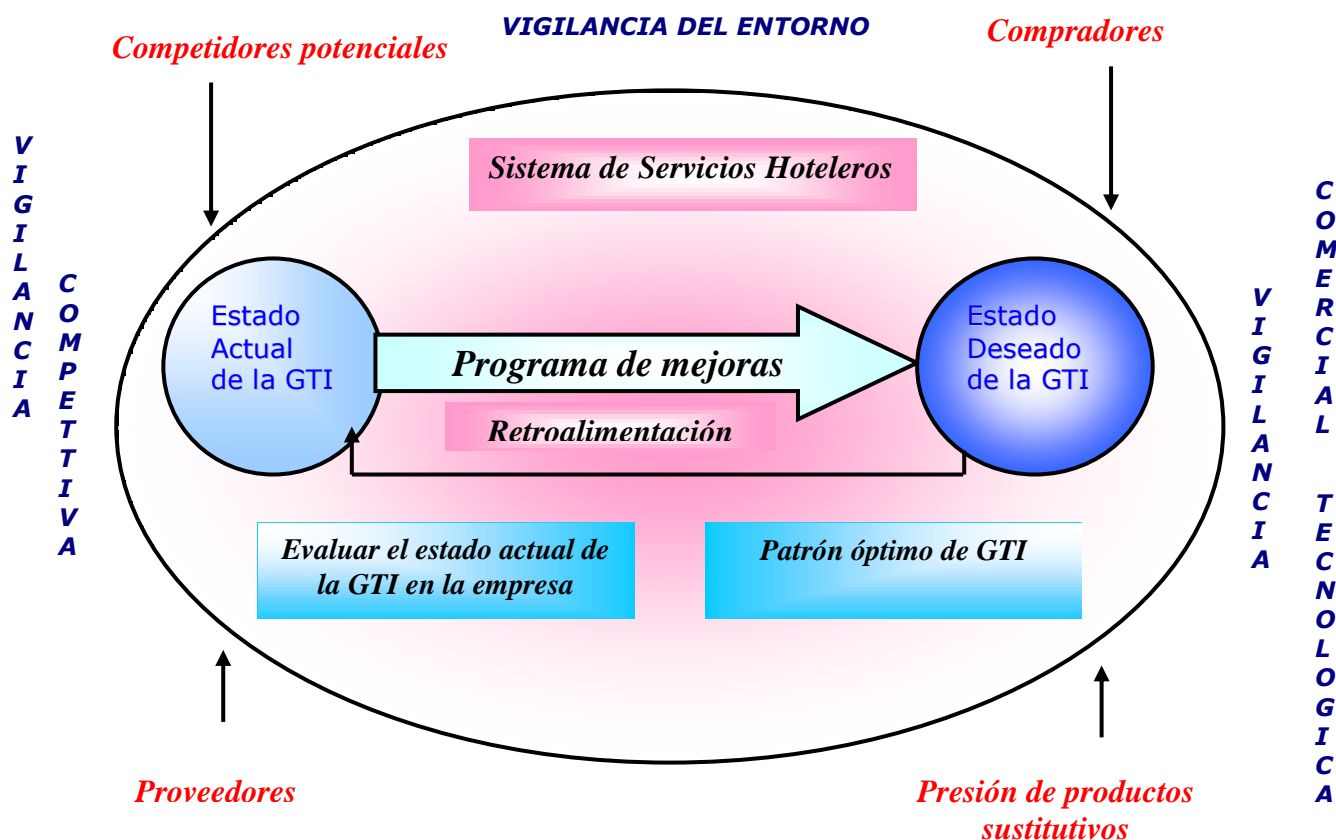 VIGILANCIA DEL ENTORNO
Competidores potenciales
Compradores
VIGILANCIA
COMPETTIVA
Sistema de Servicios Hoteleros
Estado
Actual
de la GTI
Programa de mejoras
Estado
Deseado
de la GTI
Retroalimentación
Evaluar el estado actual de
la GTI en la empresa
Patrón óptimo de GTI
VIGILANCIA
COMERCIAL TECNOLOGICA
Proveedores
Presión de productos
sustitutivos